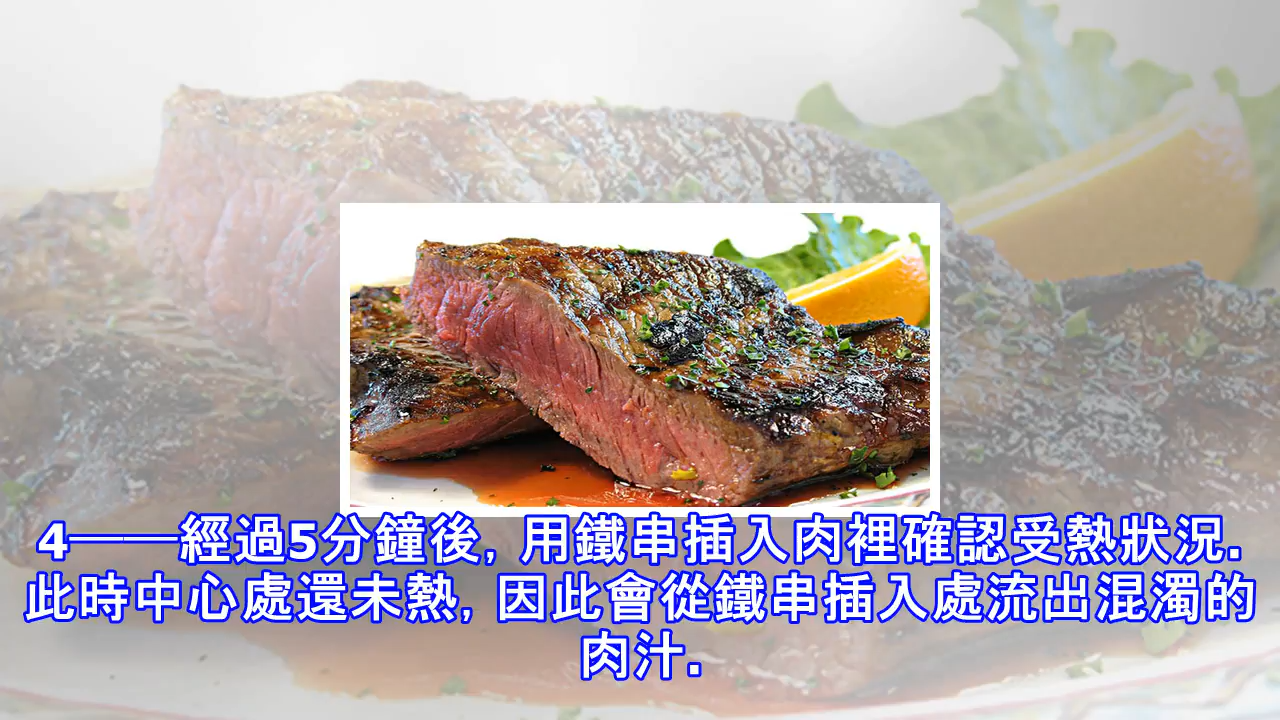 4——經過5分鐘後, 用鐵串插入肉裡確認受熱狀況.
此時中心處還未熱, 因此會從鐵串插入處流出混濁的
肉汁.